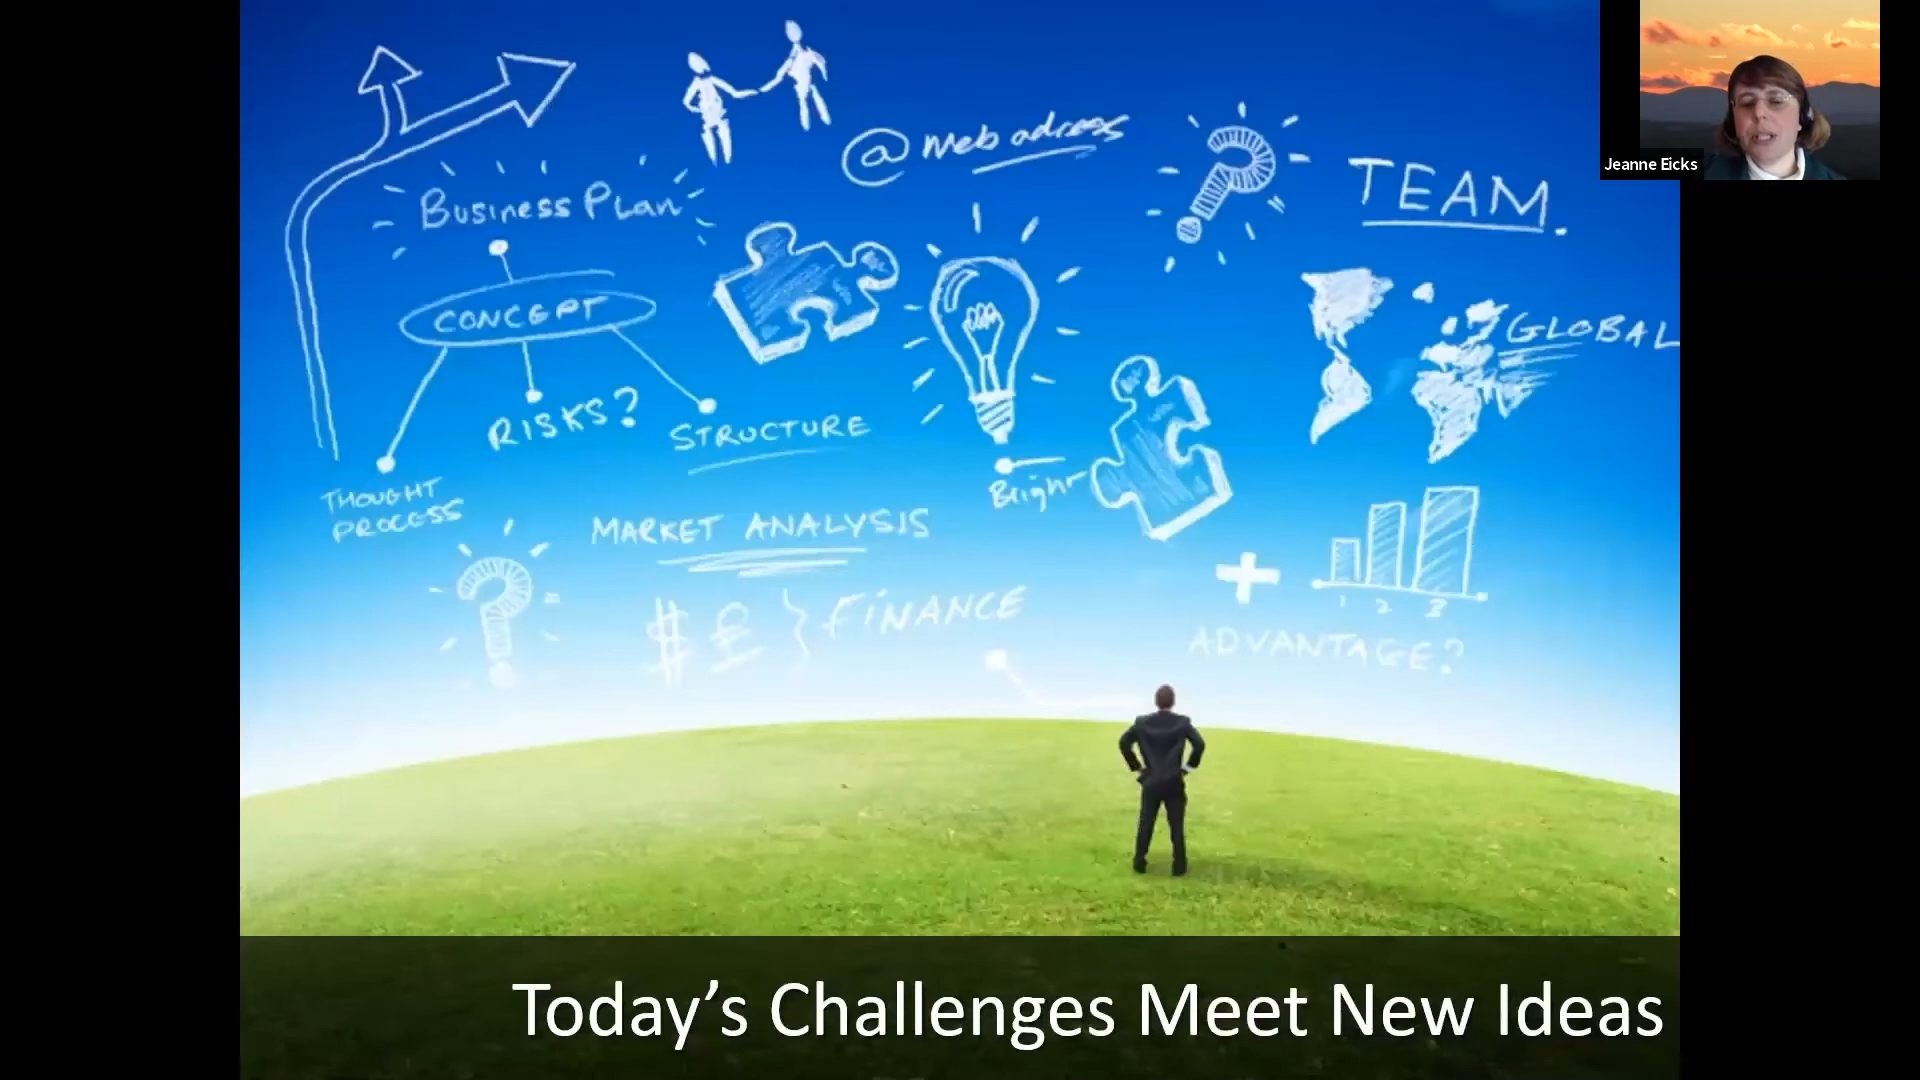 Jeanne Eicks
@ Web adress
TEAM.
Business Plan
CONCEPT
GLOBAL
RISKS?
STRUCTURE
THOUGHT
PROCESS
Bright
MARKET ANALYSIS
$ £ } FINANCE
+
1 2 3
ADVANTAGE?
Today’s Challenges Meet New Ideas